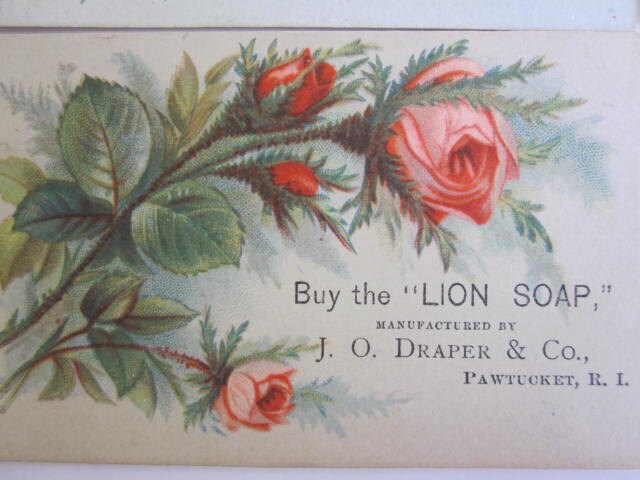 Buy the "LION SOAP,"
MANUFACTURED BY
J. O. DRAPER & CO.,
PAWTUCKET, R. I.